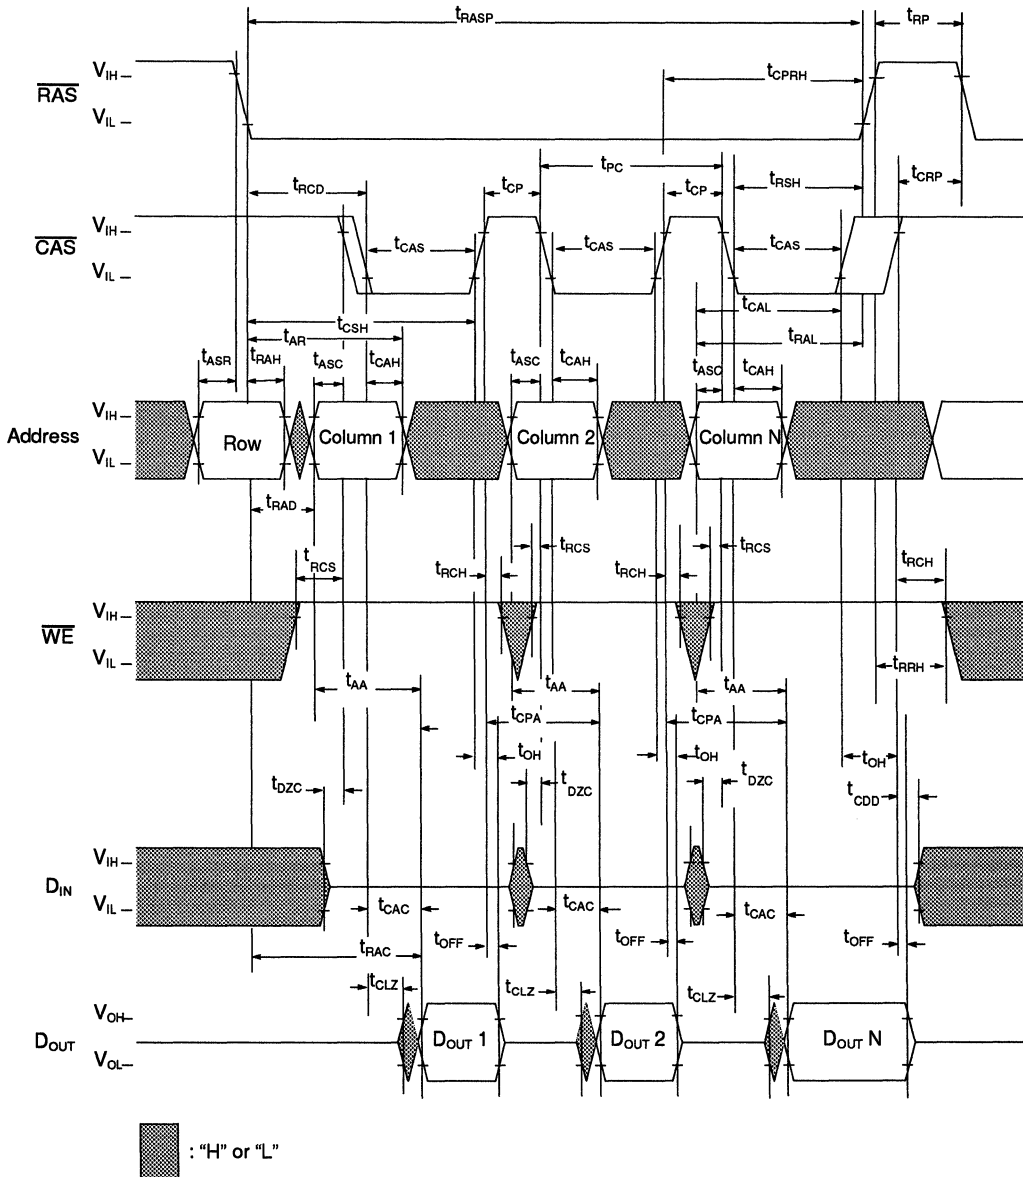 tRASP tRP
VIH
RAS
tCPRH
VIL
tPC
tRCD tCP tCP tRSH tCRP
VIH
CAS
tCAS tCAS tCAS
VIL
tCAL
tCSH
tAR tRAL
tASR tRAH tASC tCAH tASC tCAH tASC tCAH
VIH
Address Row Column 1 Column 2 Column N
VIL
tRAD
tRCS tRCS
tRCS tRCH tRCH tRCH
VIH
WE
VIL
tRRH
tAA tAA tAA
tCPA tCPA
tOH tOH tOH
tDZC tDZC tDZC tCDD
VIH
DIN
VIL
tCAC tCAC tCAC
tOFF tOFF tOFF
tRAC
tCLZ tCLZ tCLZ
VOH
DOUT DOUT 1 DOUT 2 DOUT N
VOL
: "H" or "L"